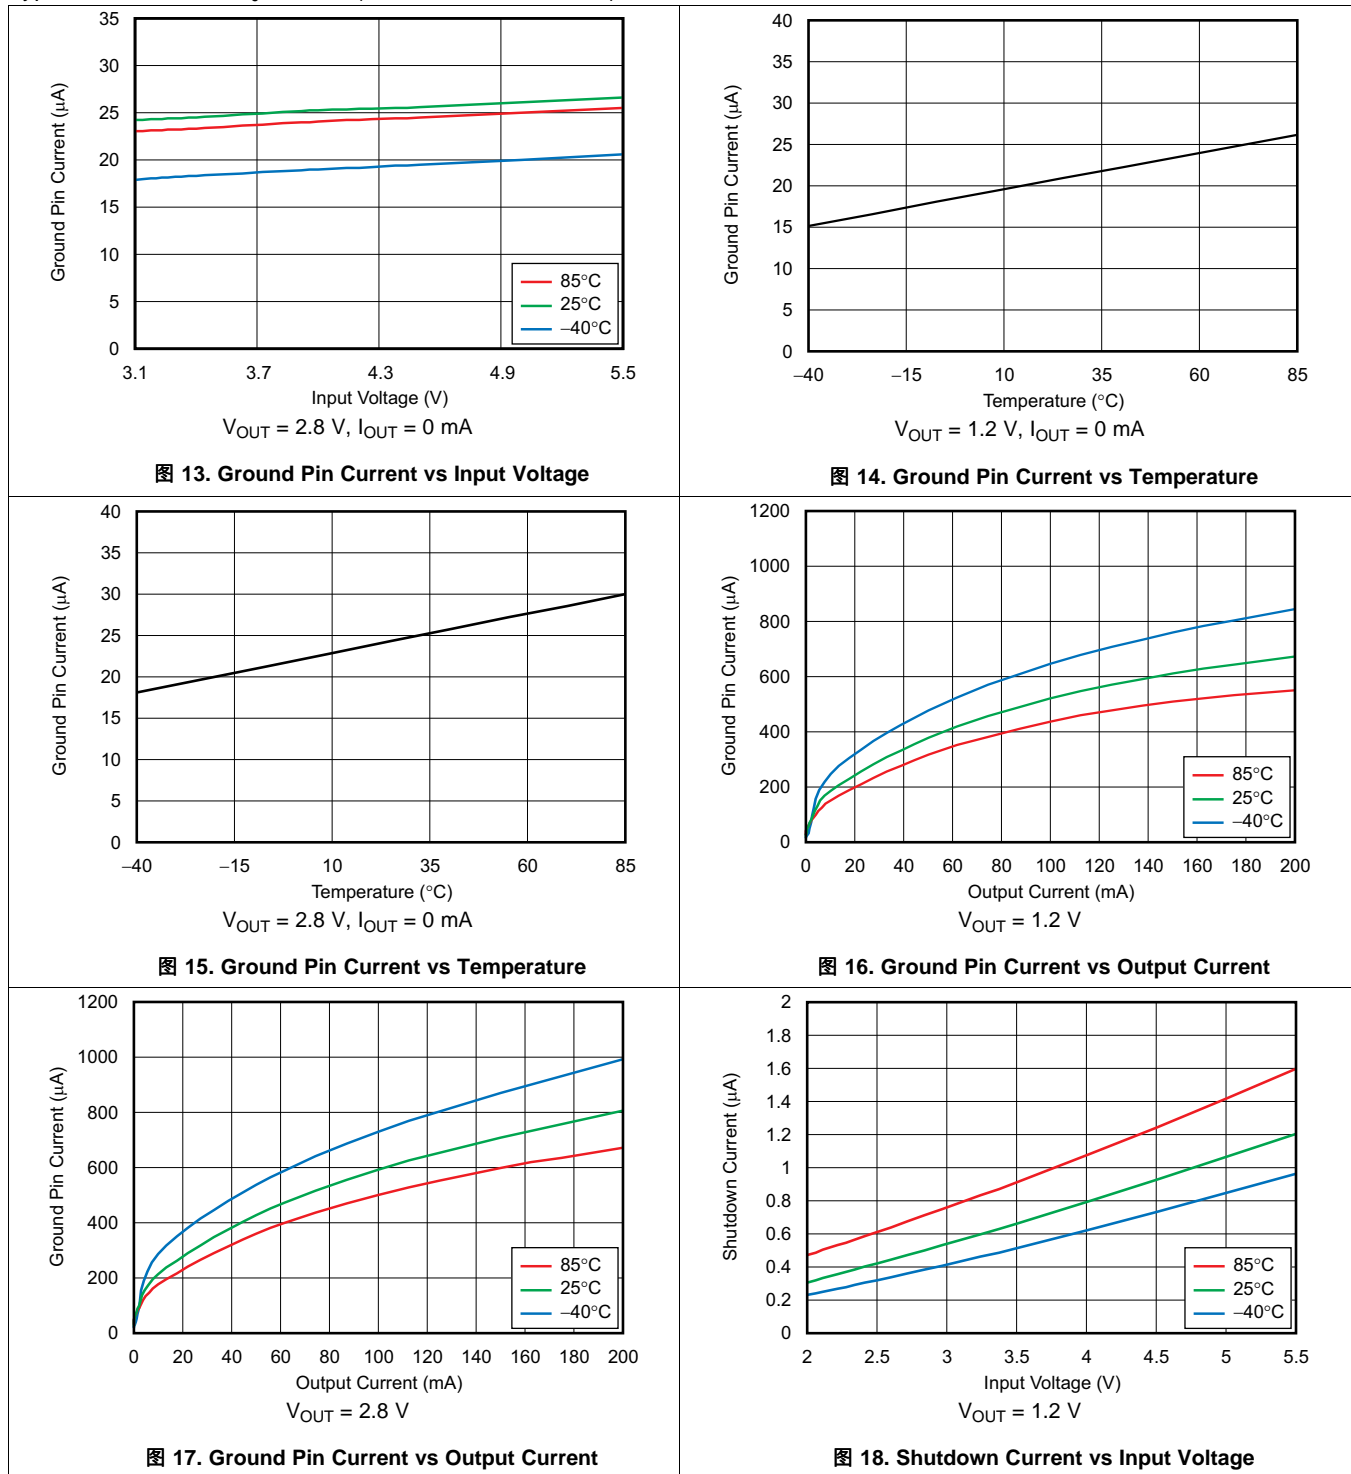 35
30
25
20
15
10
5
0
Ground Pin Current (μA)
85°C
25°C
–40°C
3.1 3.7 4.3 4.9 5.5
Input Voltage (V)
VOUT = 2.8 V, IOUT = 0 mA
图 13. Ground Pin Current vs Input Voltage
40
35
30
25
20
15
10
5
0
Ground Pin Current (μA)
–40 –15 10 35 60 85
Temperature (°C)
VOUT = 1.2 V, IOUT = 0 mA
图 14. Ground Pin Current vs Temperature
40
35
30
25
20
15
10
5
0
Ground Pin Current (μA)
–40 –15 10 35 60 85
Temperature (°C)
VOUT = 2.8 V, IOUT = 0 mA
图 15. Ground Pin Current vs Temperature
1200
1000
800
600
400
200
0
Ground Pin Current (μA)
85°C
25°C
–40°C
0 20 40 60 80 100 120 140 160 180 200
Output Current (mA)
VOUT = 1.2 V
图 16. Ground Pin Current vs Output Current
1200
1000
800
600
400
200
0
Ground Pin Current (μA)
85°C
25°C
–40°C
0 20 40 60 80 100 120 140 160 180 200
Output Current (mA)
VOUT = 2.8 V
图 17. Ground Pin Current vs Output Current
2
1.8
1.6
1.4
1.2
1
0.8
0.6
0.4
0.2
0
Shutdown Current (μA)
85°C
25°C
–40°C
2 2.5 3 3.5 4 4.5 5 5.5
Input Voltage (V)
VOUT = 1.2 V
图 18. Shutdown Current vs Input Voltage